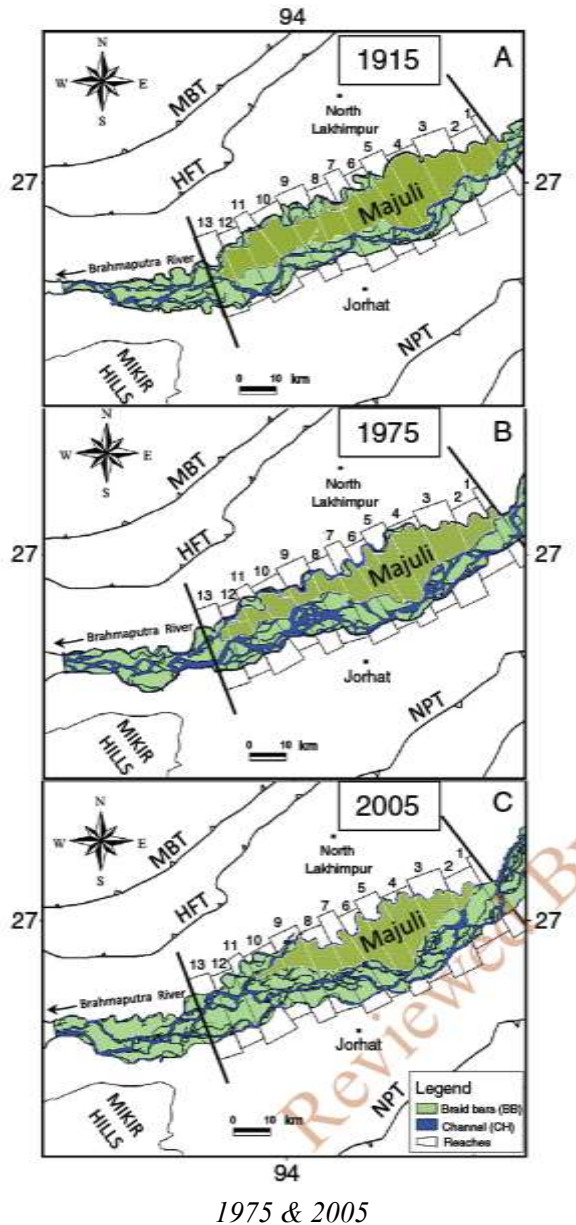 94
1915
A
N
W E
S
MBT
HFT
North
Lakhimpur
1
2
3
4
5
6
7
8
9
10
11
12
13
27
27
Majuli
Brahmaputra River
Jorhat
NPT
MIKIR
HILLS
0 10 km
1975
B
N
W E
S
MBT
HFT
North
Lakhimpur
1
2
3
4
5
6
7
8
9
10
11
12
13
27
27
Majuli
Brahmaputra River
Jorhat
NPT
MIKIR
HILLS
0 10 km
2005
C
N
W E
S
MBT
HFT
North
Lakhimpur
1
2
3
4
5
6
7
8
9
10
11
12
13
27
27
Majuli
Brahmaputra River
Jorhat
NPT
MIKIR
HILLS
0 10 km
Legend
Braid bars (BB)
Channel (CH)
Reaches
Reviewed
94
1975 & 2005